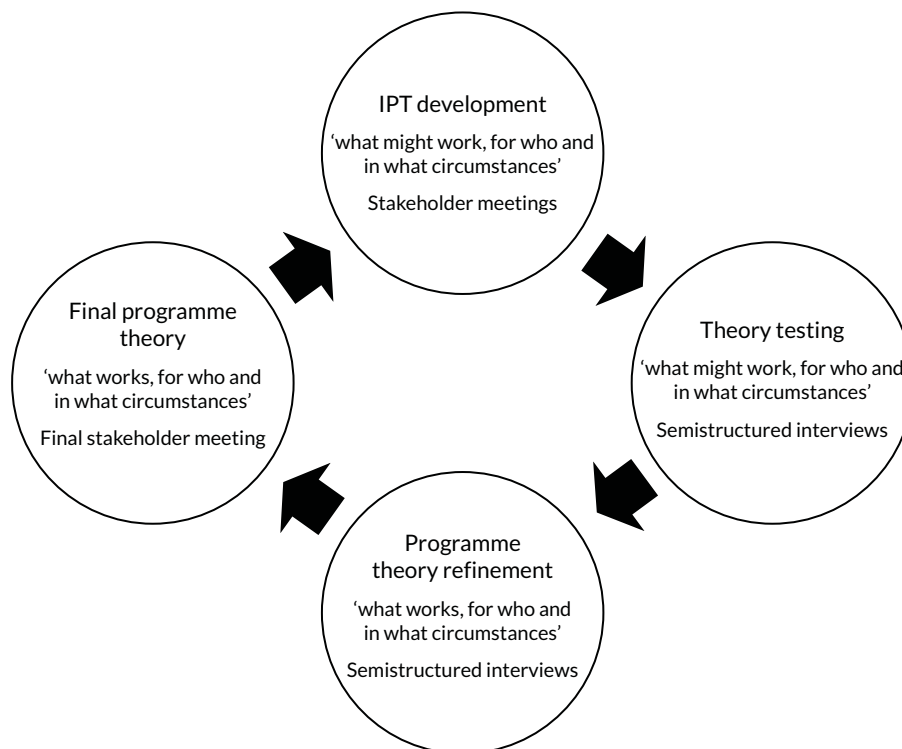 IPT development
‘what might work, for who and
in what circumstances’
Stakeholder meetings
Theory testing
‘what might work, for who and
in what circumstances’
Semistructured interviews
Programme
theory refinement
‘what works, for who and
in what circumstances’
Semistructured interviews
Final programme
theory
‘what works, for who and
in what circumstances’
Final stakeholder meeting